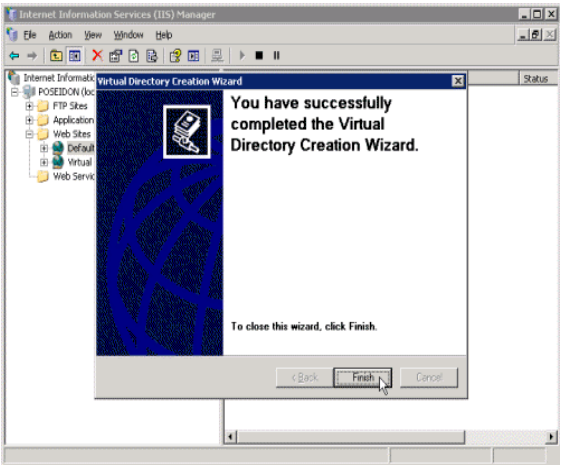 Internet Information Services (IIS) Manager
File Action View Window Help
Internet Informatic
Status
POSEIDON (loc
FTP Sites
Application
Web Sites
Default
Virtual
Web Servic
Virtual Directory Creation Wizard
You have successfully
completed the Virtual
Directory Creation Wizard.
To close this wizard, click Finish.
< Back Finish Cancel